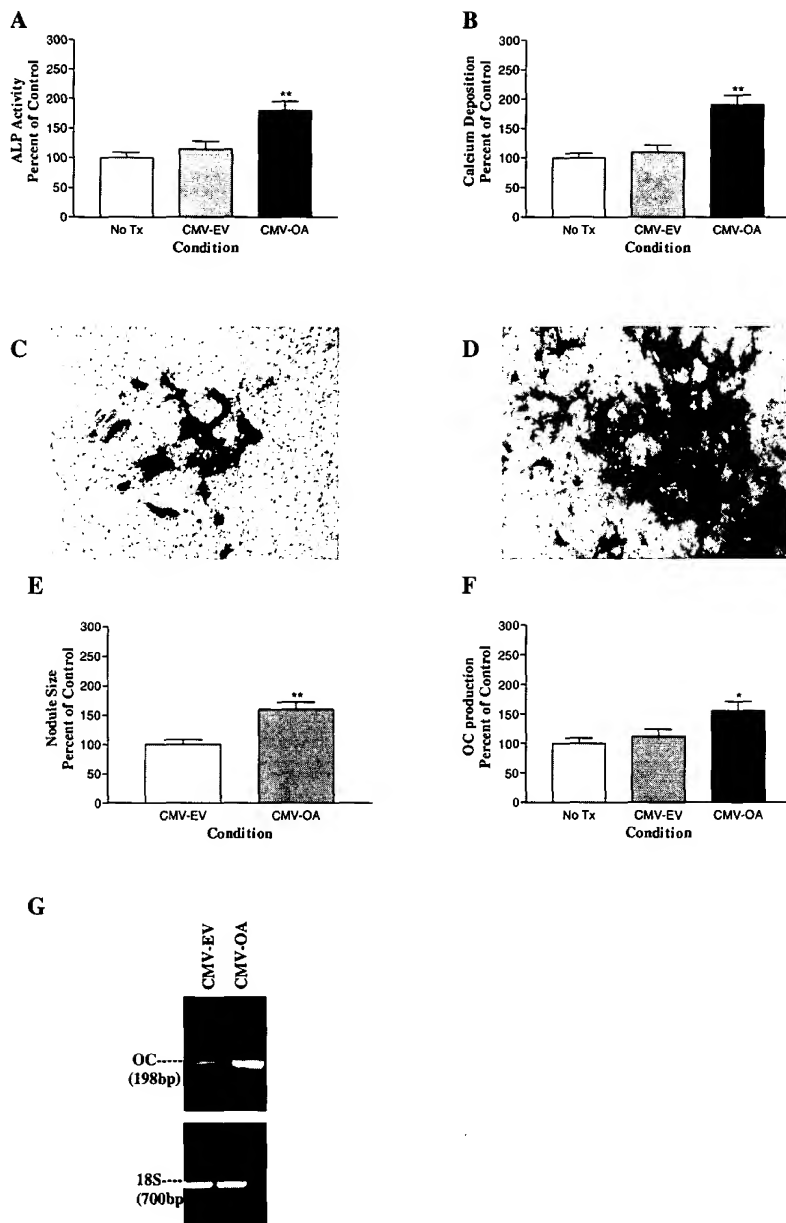 A
300
250
200
150
100
50
0
ALP Activity
Percent of Control
**
No Tx CMV-EV CMV-OA
Condition
B
300
250
200
150
100
50
0
Calcium Deposition
Percent of Control
**
No Tx CMV-EV CMV-OA
Condition
C
D
E
300
250
200
150
100
50
0
Nodule Size
Percent of Control
**
CMV-EV CMV-OA
Condition
F
300
250
200
150
100
50
0
OC production
Percent of Control
*
No Tx CMV-EV CMV-OA
Condition
G
CMV-EV
CMV-OA
OC----
(198bp)
18S----
(700bp